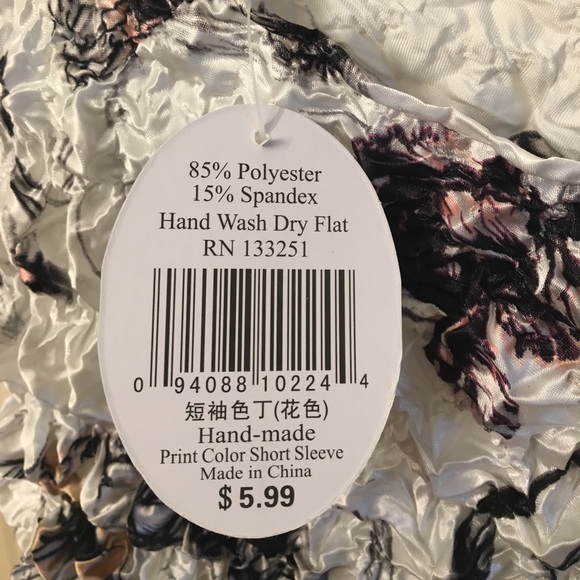 85% Polyester
15% Spandex
Hand Wash Dry Flat
RN 133251
0 94088 10224 4
短袖色丁(花色)
Hand-made
Print Color Short Sleeve
Made in China
$ 5.99